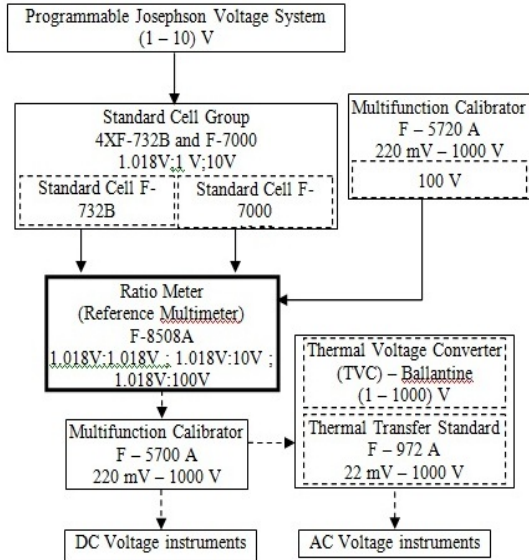 Programmable Josephson Voltage System
(1 – 10) V
Standard Cell Group
4XF-732B and F-7000
1.018V;1 V;10V
Standard Cell F-
732B
Standard Cell F-
7000
Multifunction Calibrator
F – 5720 A
220 mV – 1000 V
100 V
Ratio Meter
(Reference Multimeter)
F-8508A
1.018V:1.018V ; 1.018V:10V ;
1.018V:100V
Thermal Voltage Converter
(TVC) – Ballantine
(1 – 1000) V
Thermal Transfer Standard
F – 972 A
22 mV – 1000 V
Multifunction Calibrator
F – 5700 A
220 mV – 1000 V
DC Voltage instruments
AC Voltage instruments